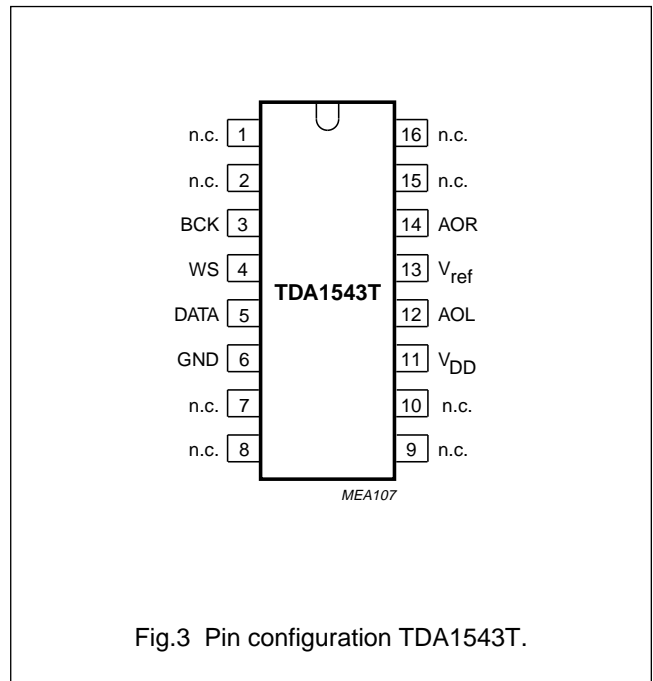 n.c. 1 16 n.c.
n.c. 2 15 n.c.
BCK 3 14 AOR
WS 4 13 Vref
TDA1543T
DATA 5 12 AOL
GND 6 11 VDD
n.c. 7 10 n.c.
n.c. 8 9 n.c.
MEA107
Fig.3 Pin configuration TDA1543T.